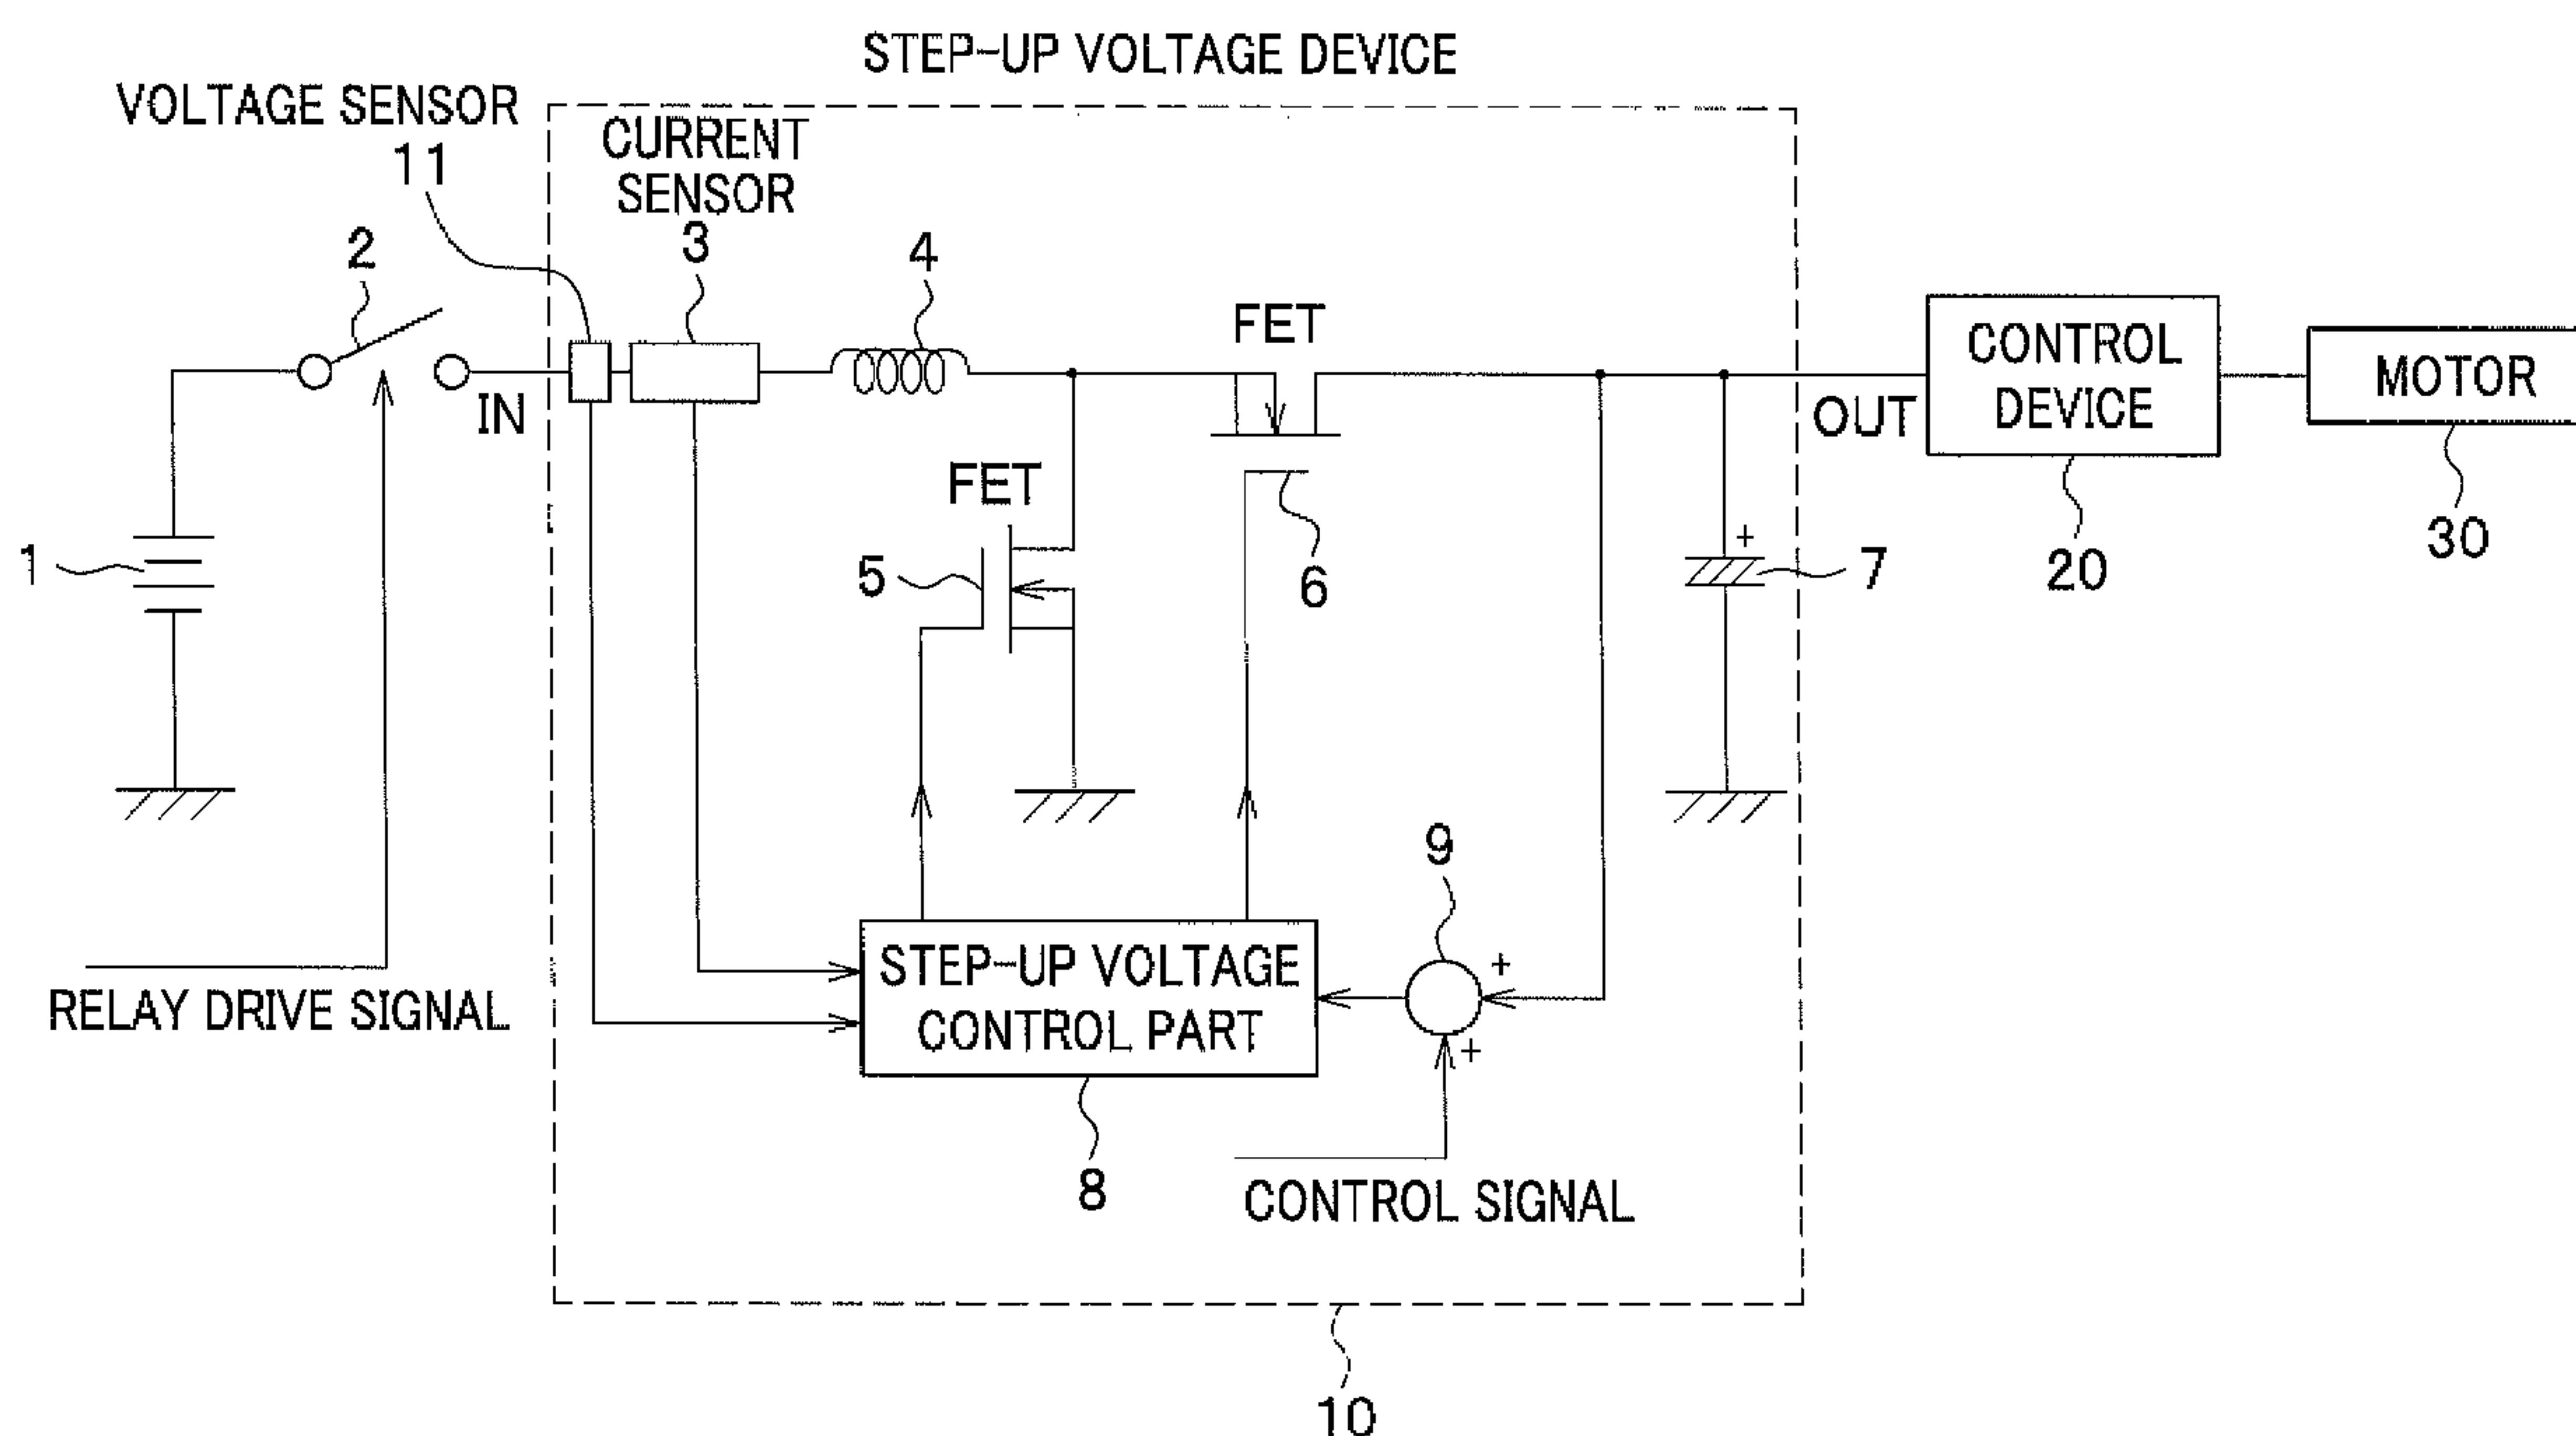 STEP-UP VOLTAGE DEVICE
VOLTAGE SENSOR
11
CURRENT
SENSOR
3
2
4
IN
FET
FET
OUT
CONTROL
DEVICE
MOTOR
1
5
6
+
7
20
30
RELAY DRIVE SIGNAL
STEP-UP VOLTAGE
CONTROL PART
9
+
+
8
CONTROL SIGNAL
10